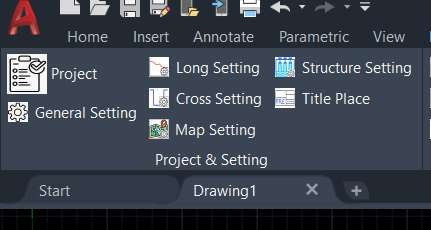 Home Insert Annotate Parametric View
Project
General Setting
Long Setting
Cross Setting
Map Setting
Structure Setting
Title Place
Project & Setting
Start Drawing1